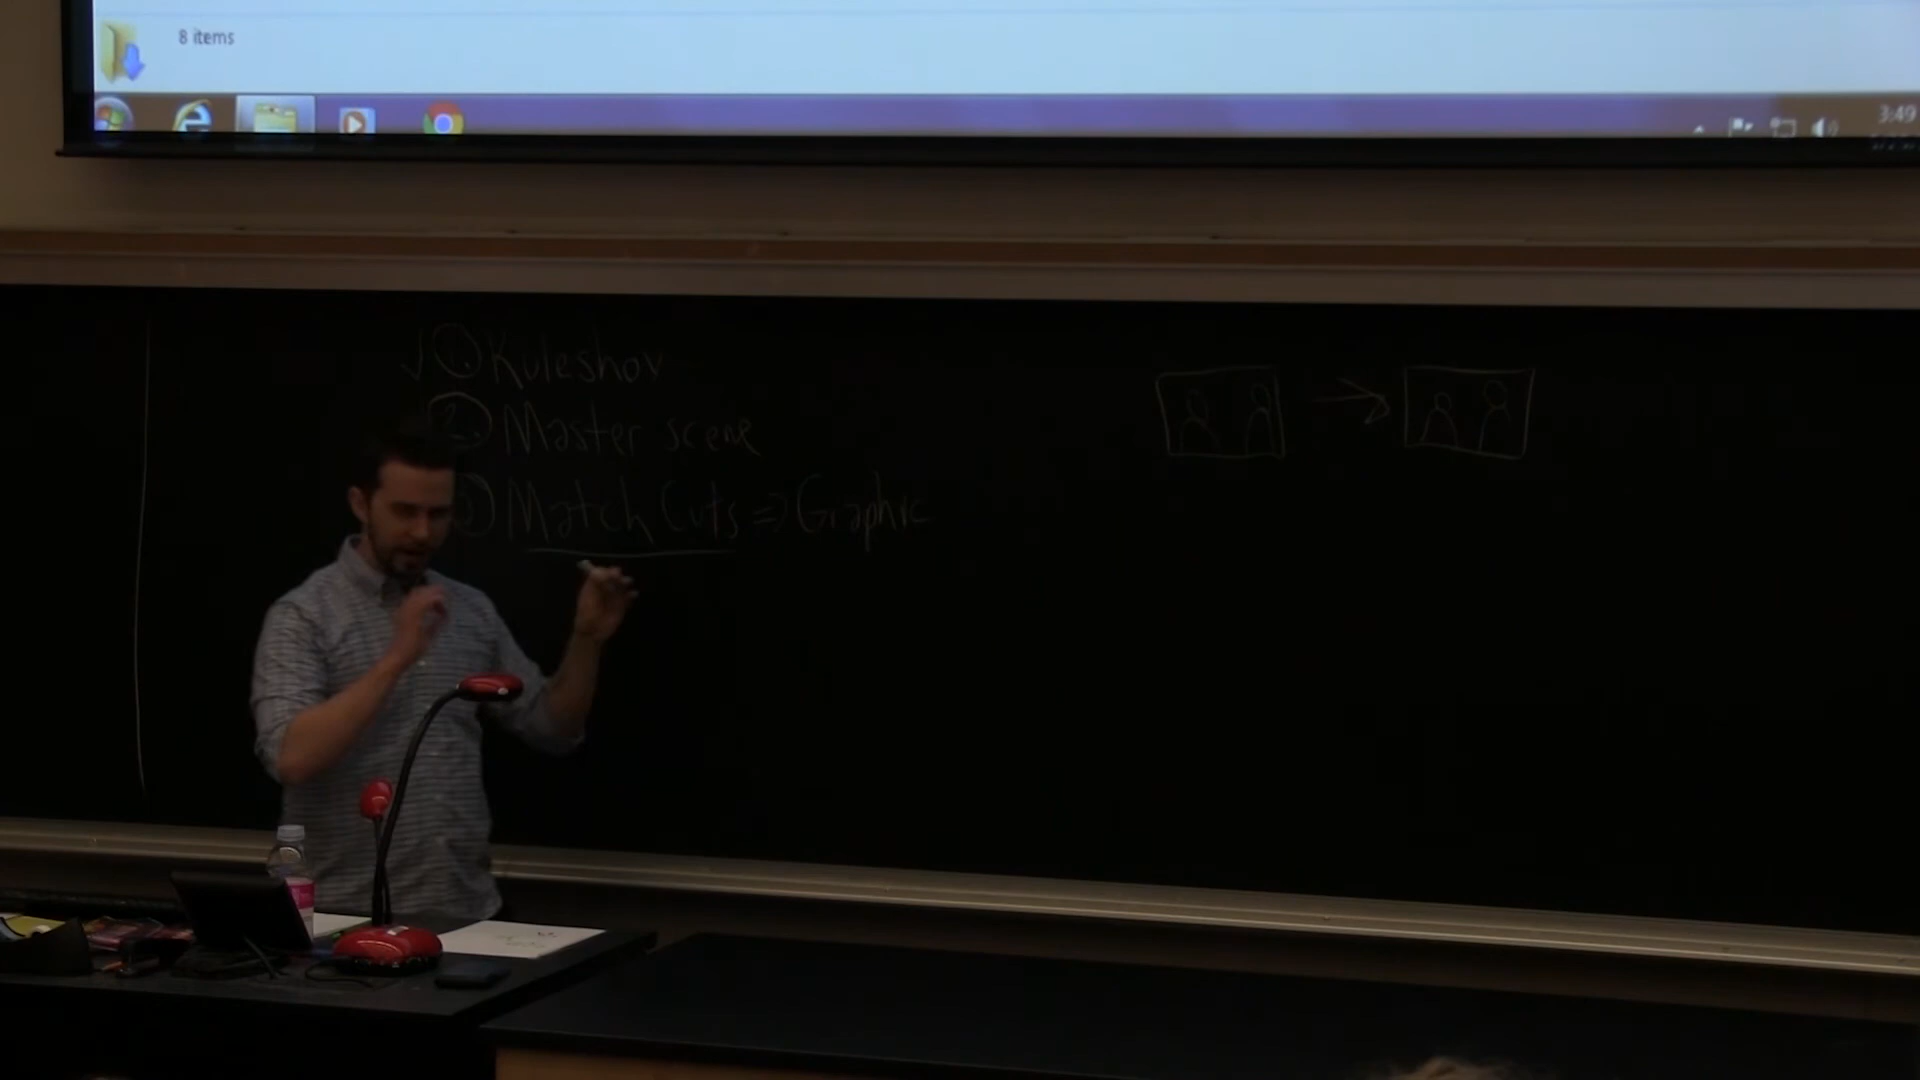 8 items
3:49
✓ 1. Kuleshov
2. Master scene
3) Match Cuts => Graphic